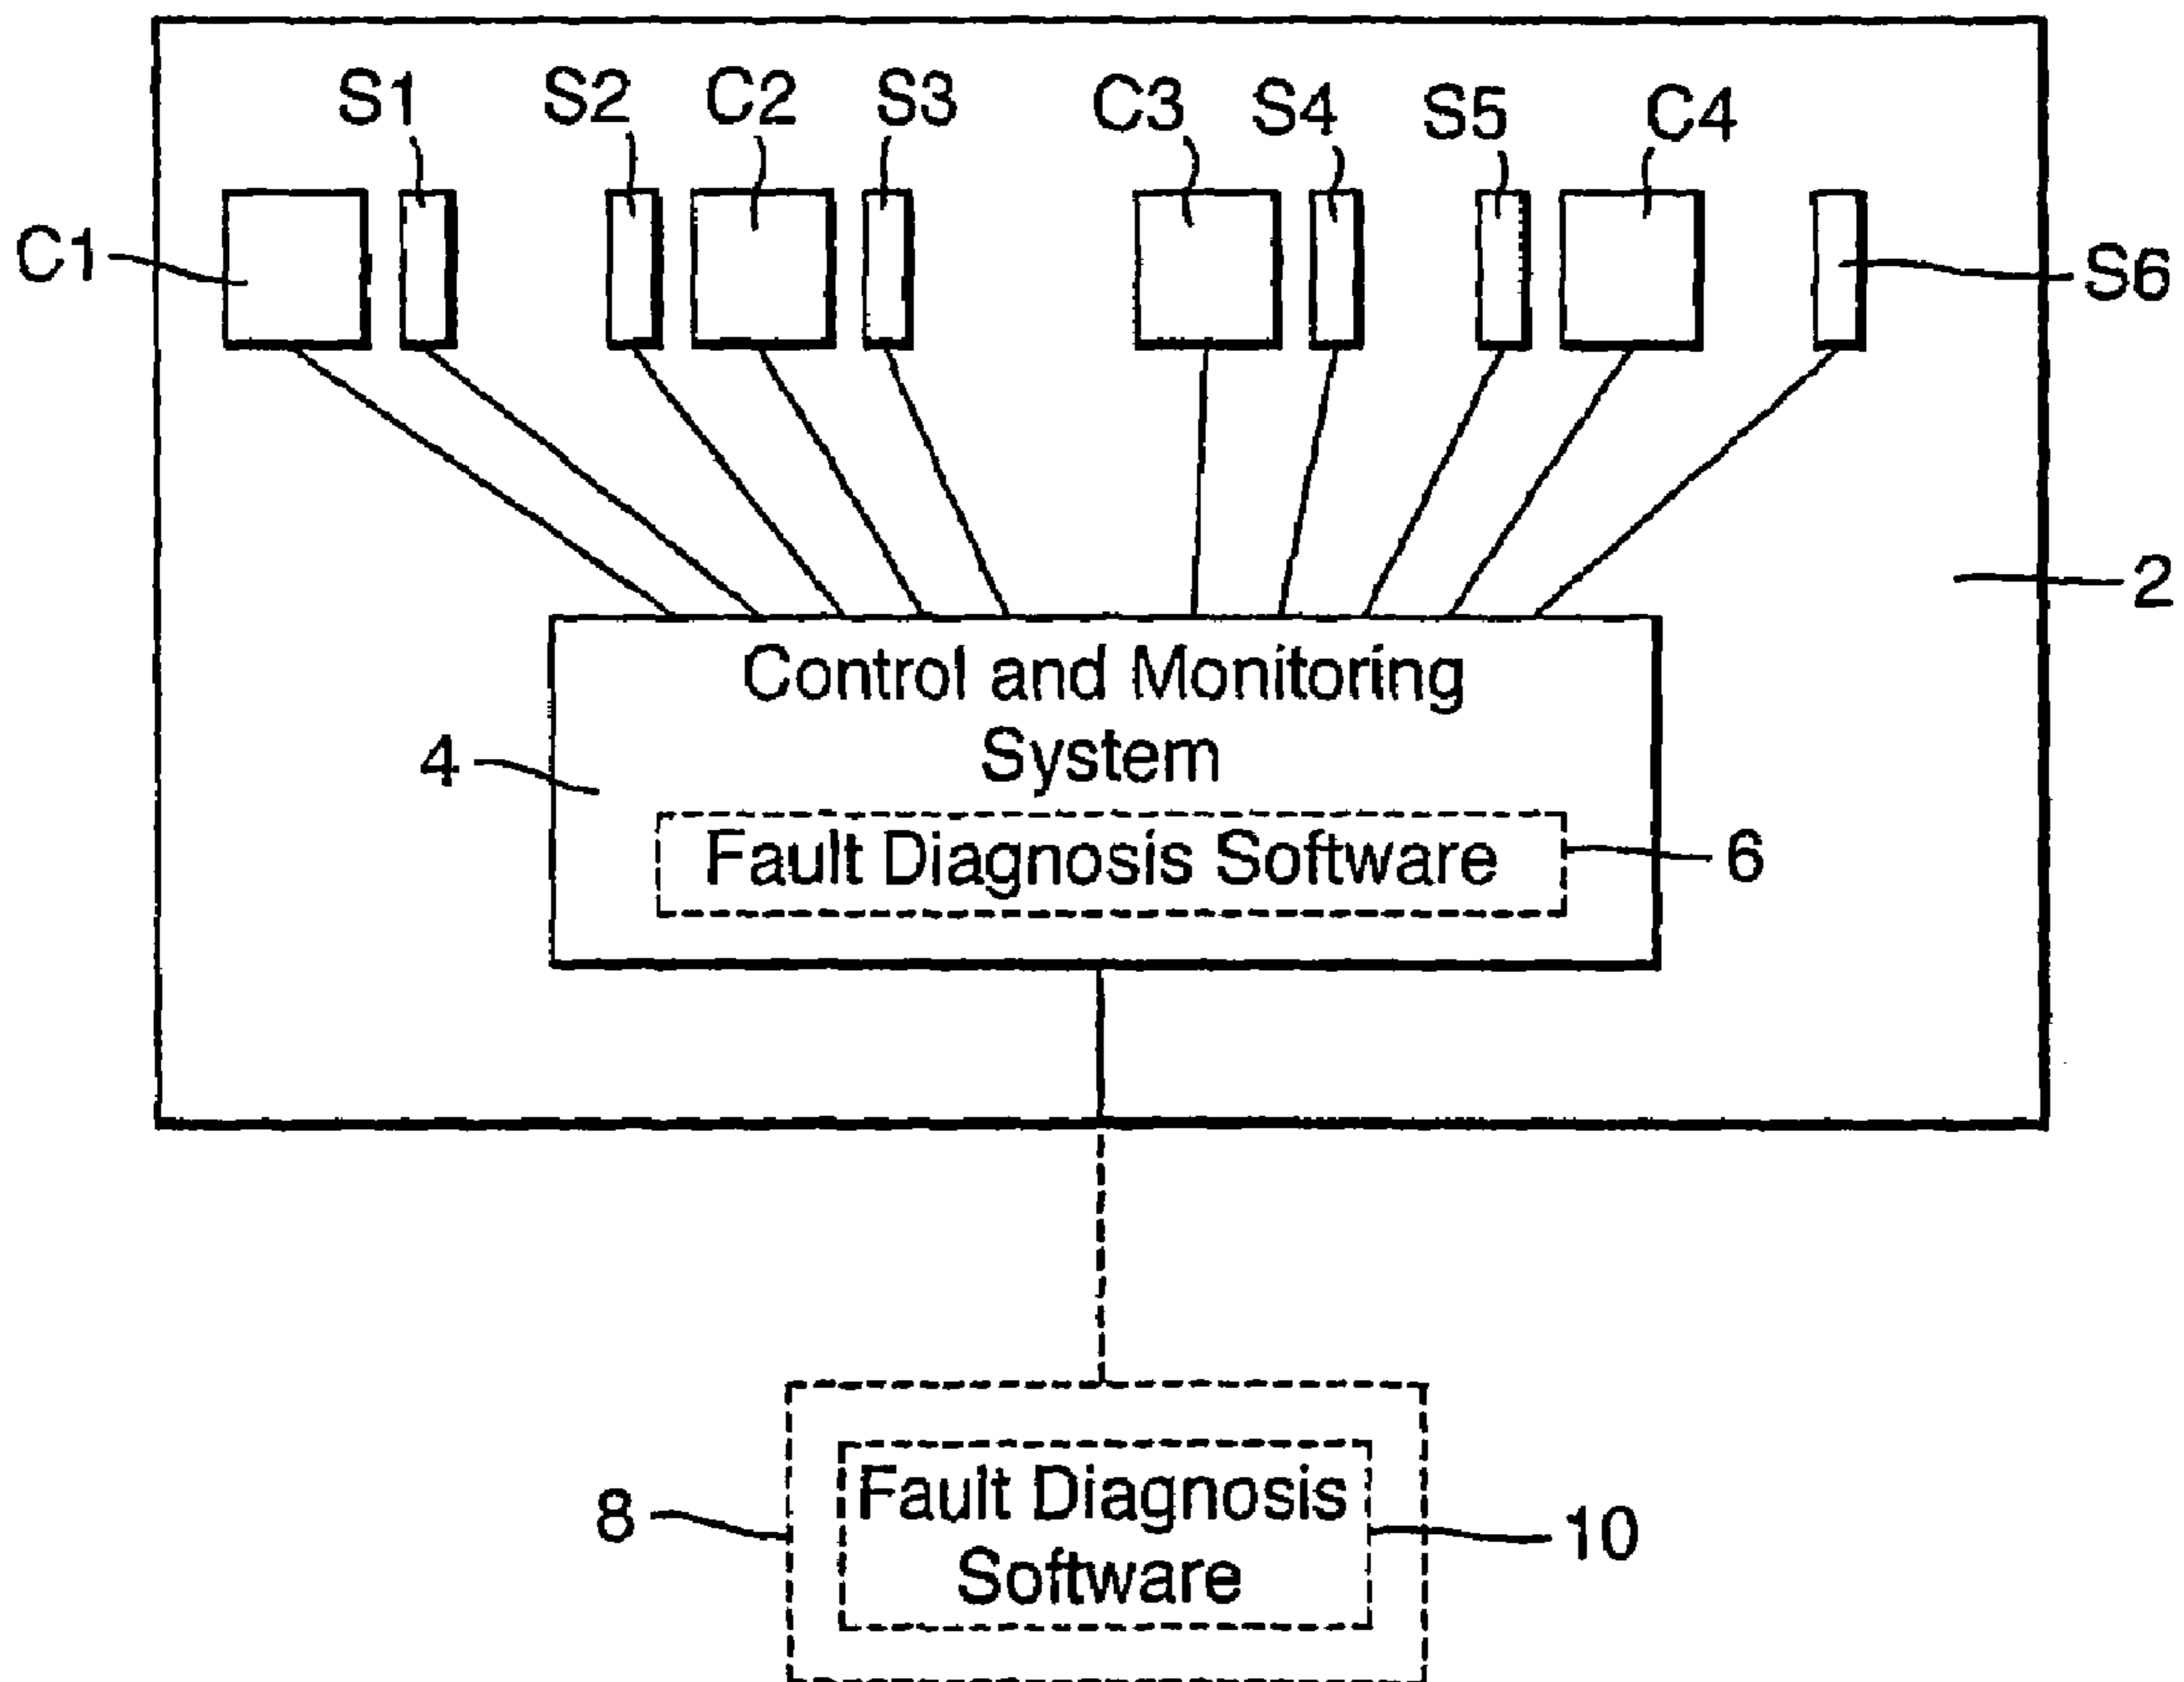 S1 S2 C2 S3 C3 S4 S5 C4
C1
S6
2
Control and Monitoring
System
4
Fault Diagnosis Software
6
Fault Diagnosis
Software
8
10